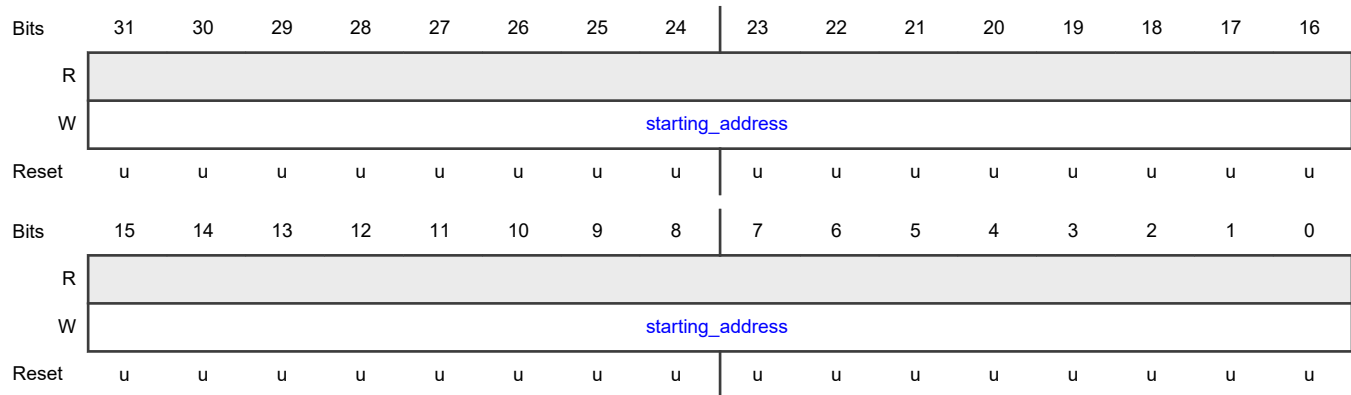 Bits 31 30 29 28 27 26 25 24 23 22 21 20 19 18 17 16
R
W starting_address
Reset u u u u u u u u u u u u u u u u
Bits 15 14 13 12 11 10 9 8 7 6 5 4 3 2 1 0
R
W starting_address
Reset u u u u u u u u u u u u u u u u